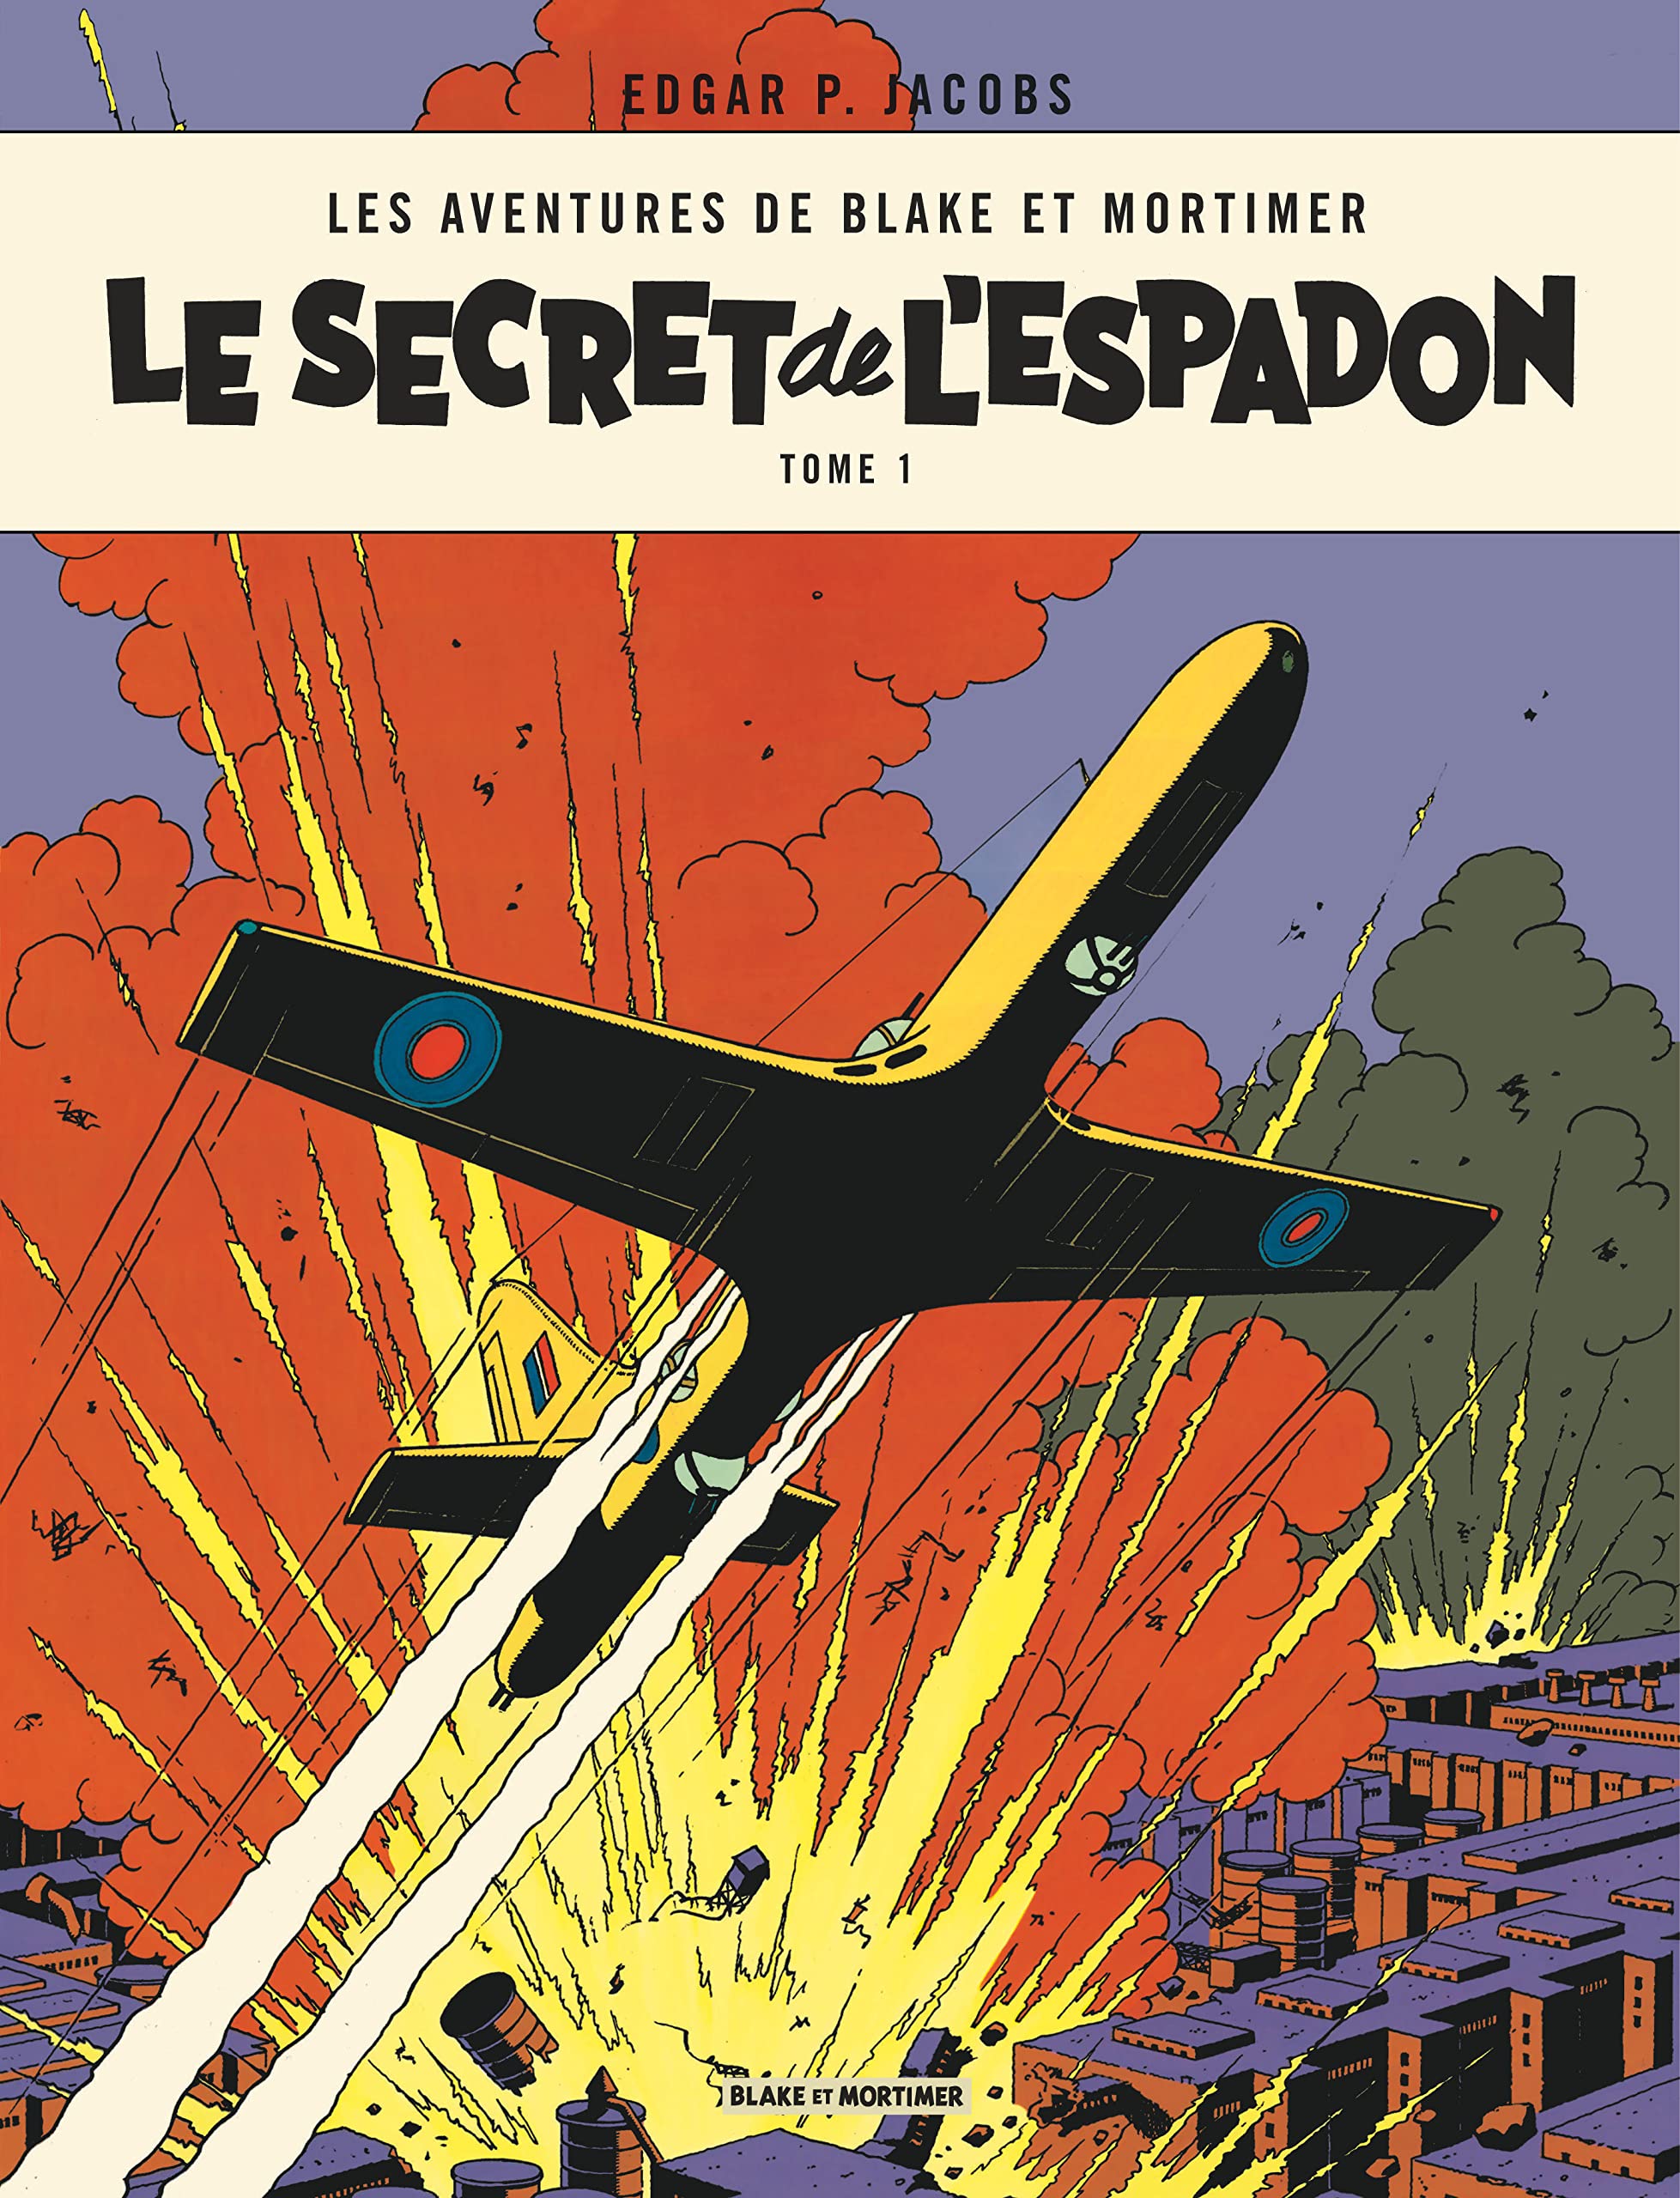 EDGAR P. JACOBS
LES AVENTURES DE BLAKE ET MORTIMER
LE SECRET de L'ESPADON
TOME 1
BLAKE ET MORTIMER